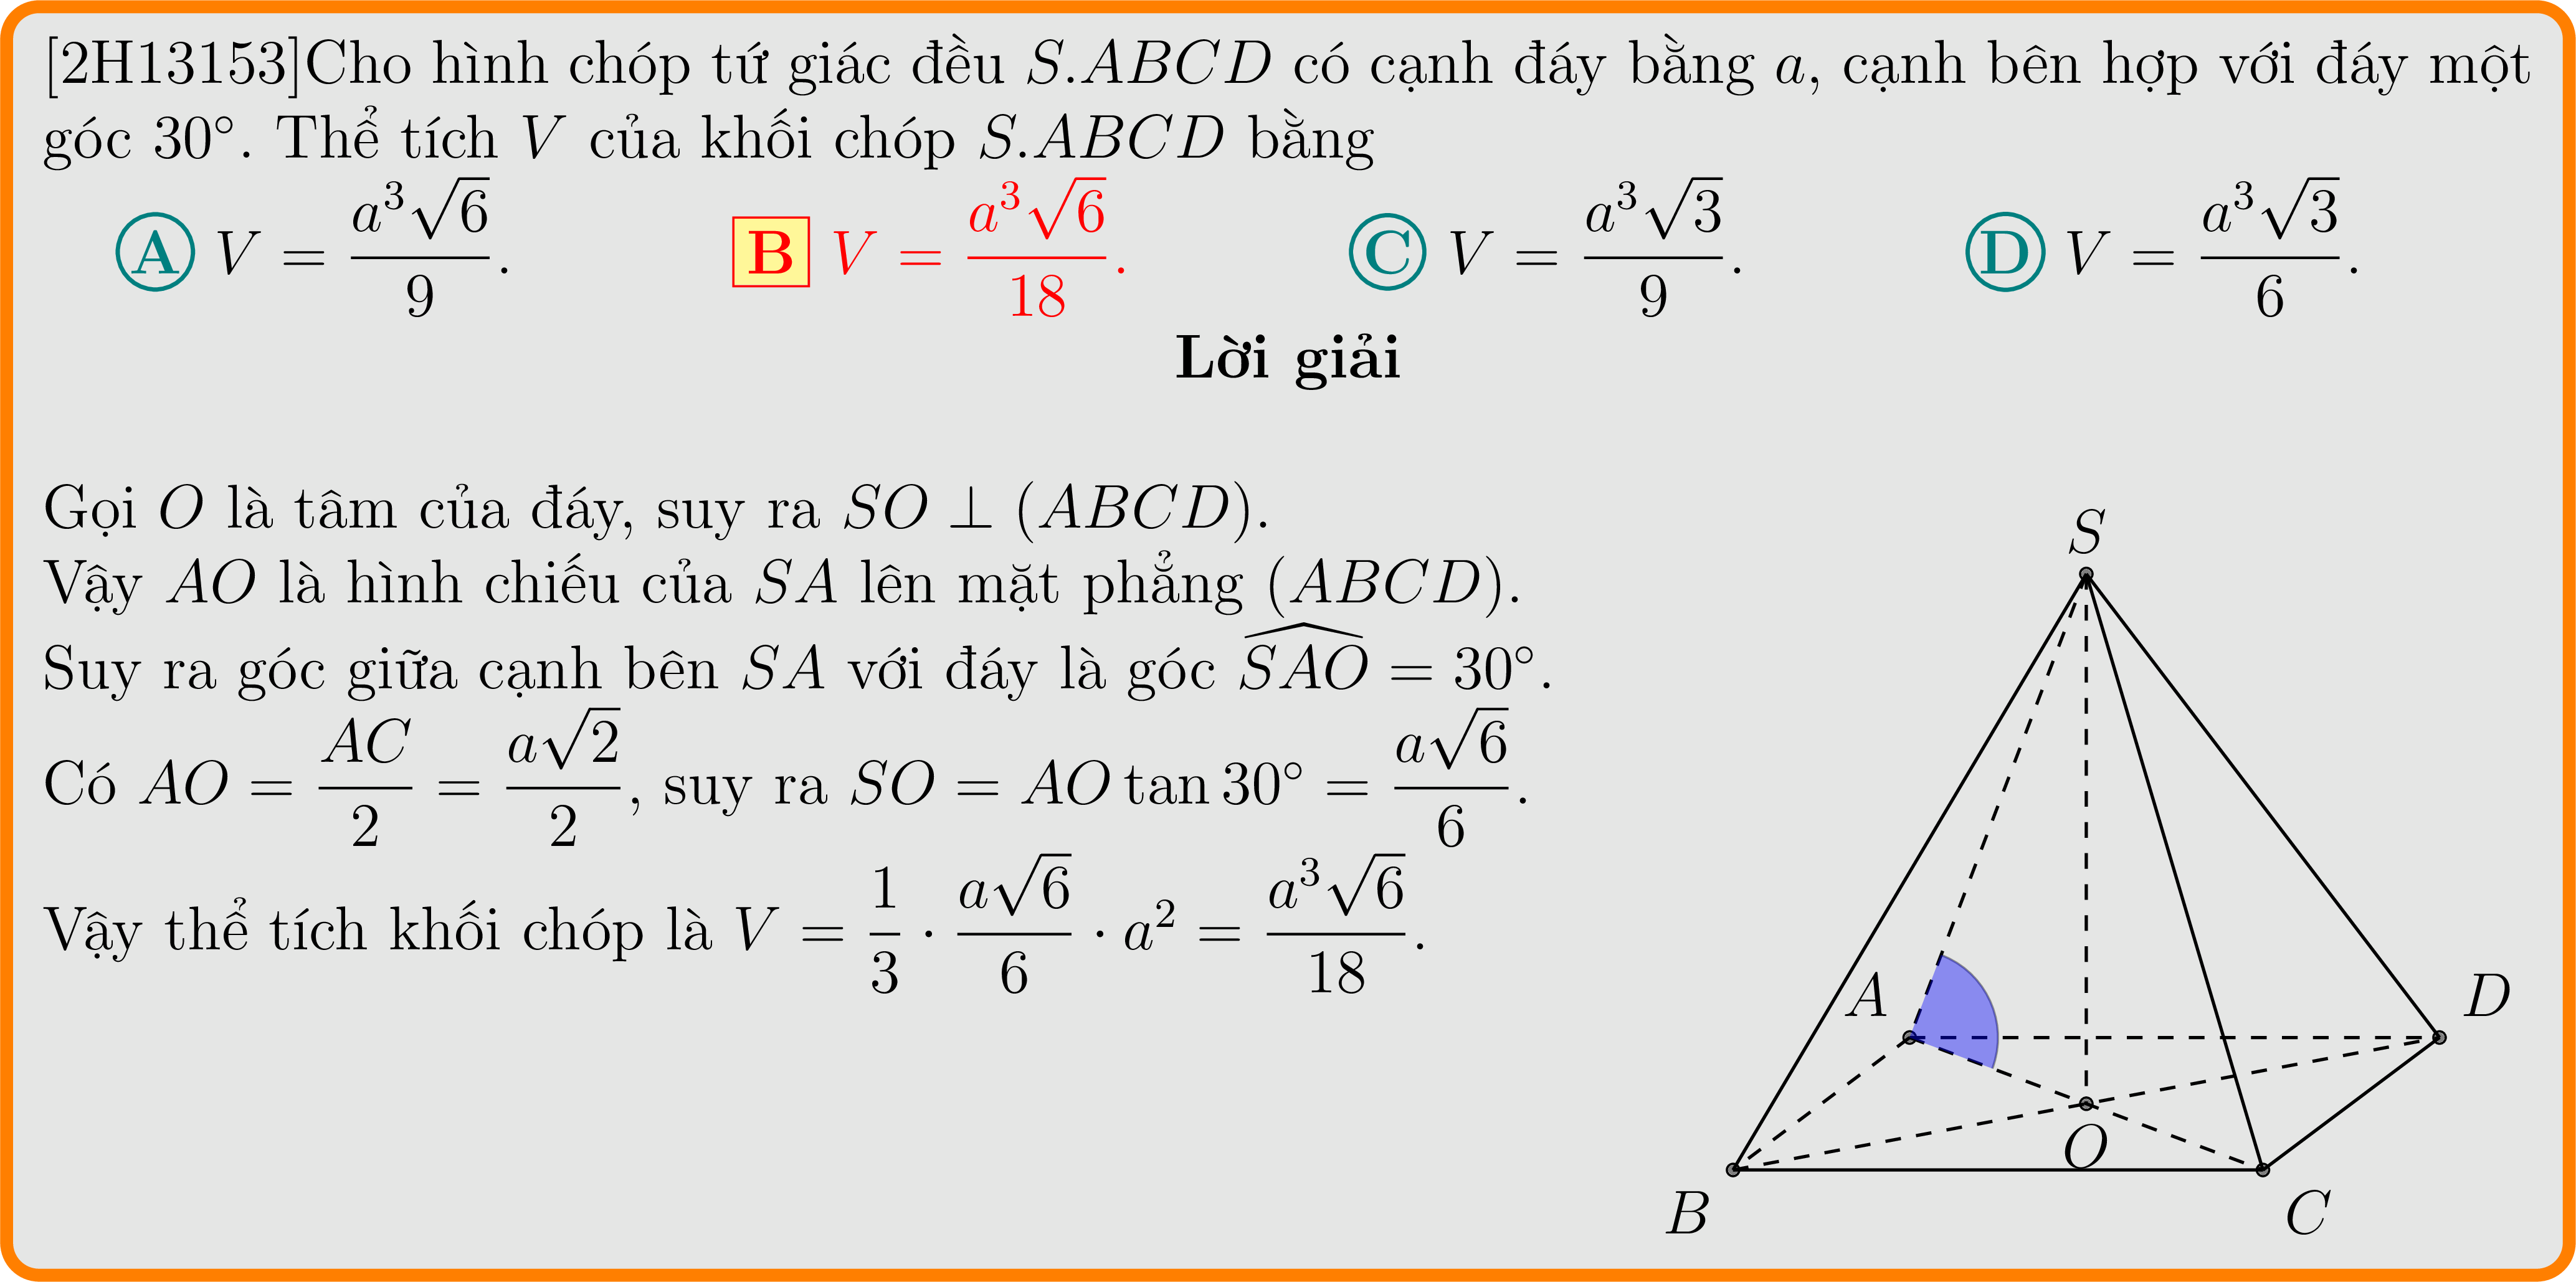 [2H13153]Cho hình chóp tứ giác đều S.ABCD có cạnh đáy bằng a, cạnh bên hợp với đáy một
góc 30°. Thể tích V của khối chóp S.ABCD bằng
A V = \frac{a^3\sqrt{6}}{9}. B V = \frac{a^3\sqrt{6}}{18}. C V = \frac{a^3\sqrt{3}}{9}. D V = \frac{a^3\sqrt{3}}{6}.
Lời giải
Gọi O là tâm của đáy, suy ra SO ⊥ (ABCD).
Vậy AO là hình chiếu của SA lên mặt phẳng (ABCD).
Suy ra góc giữa cạnh bên SA với đáy là góc \widehat{SAO} = 30°.
Có AO = \frac{AC}{2} = \frac{a\sqrt{2}}{2}, suy ra SO = AO tan 30° = \frac{a\sqrt{6}}{6}.
Vậy thể tích khối chóp là V = \frac{1}{3} · \frac{a\sqrt{6}}{6} · a^2 = \frac{a^3\sqrt{6}}{18}.
S
A
D
O
B
C